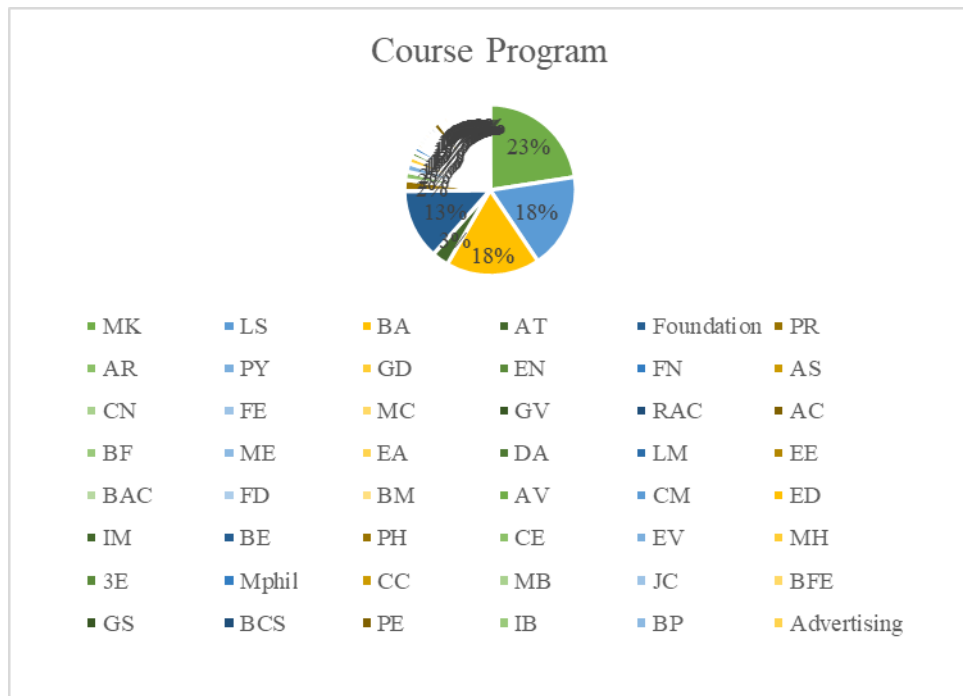 Course Program
23%
18%
18%
3%
13%
2%
MK LS BA AT Foundation PR
AR PY GD EN FN AS
CN FE MC GV RAC AC
BF ME EA DA LM EE
BAC FD BM AV CM ED
IM BE PH CE EV MH
3E Mphil CC MB JC BFE
GS BCS PE IB BP Advertising